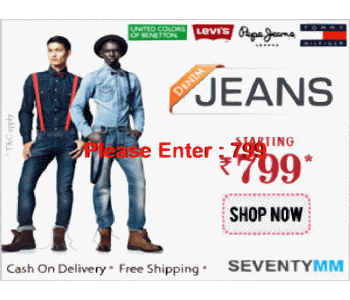 UNITED COLORS OF BENETTON.
LEVI'S
Pepe Jeans
LONDON
TOMMY HILFIGER
DENIM
JEANS
* T&C apply
STARTING
Please Enter : 799
₹799*
SHOP NOW
Cash On Delivery * Free Shipping *
SEVENTYMM